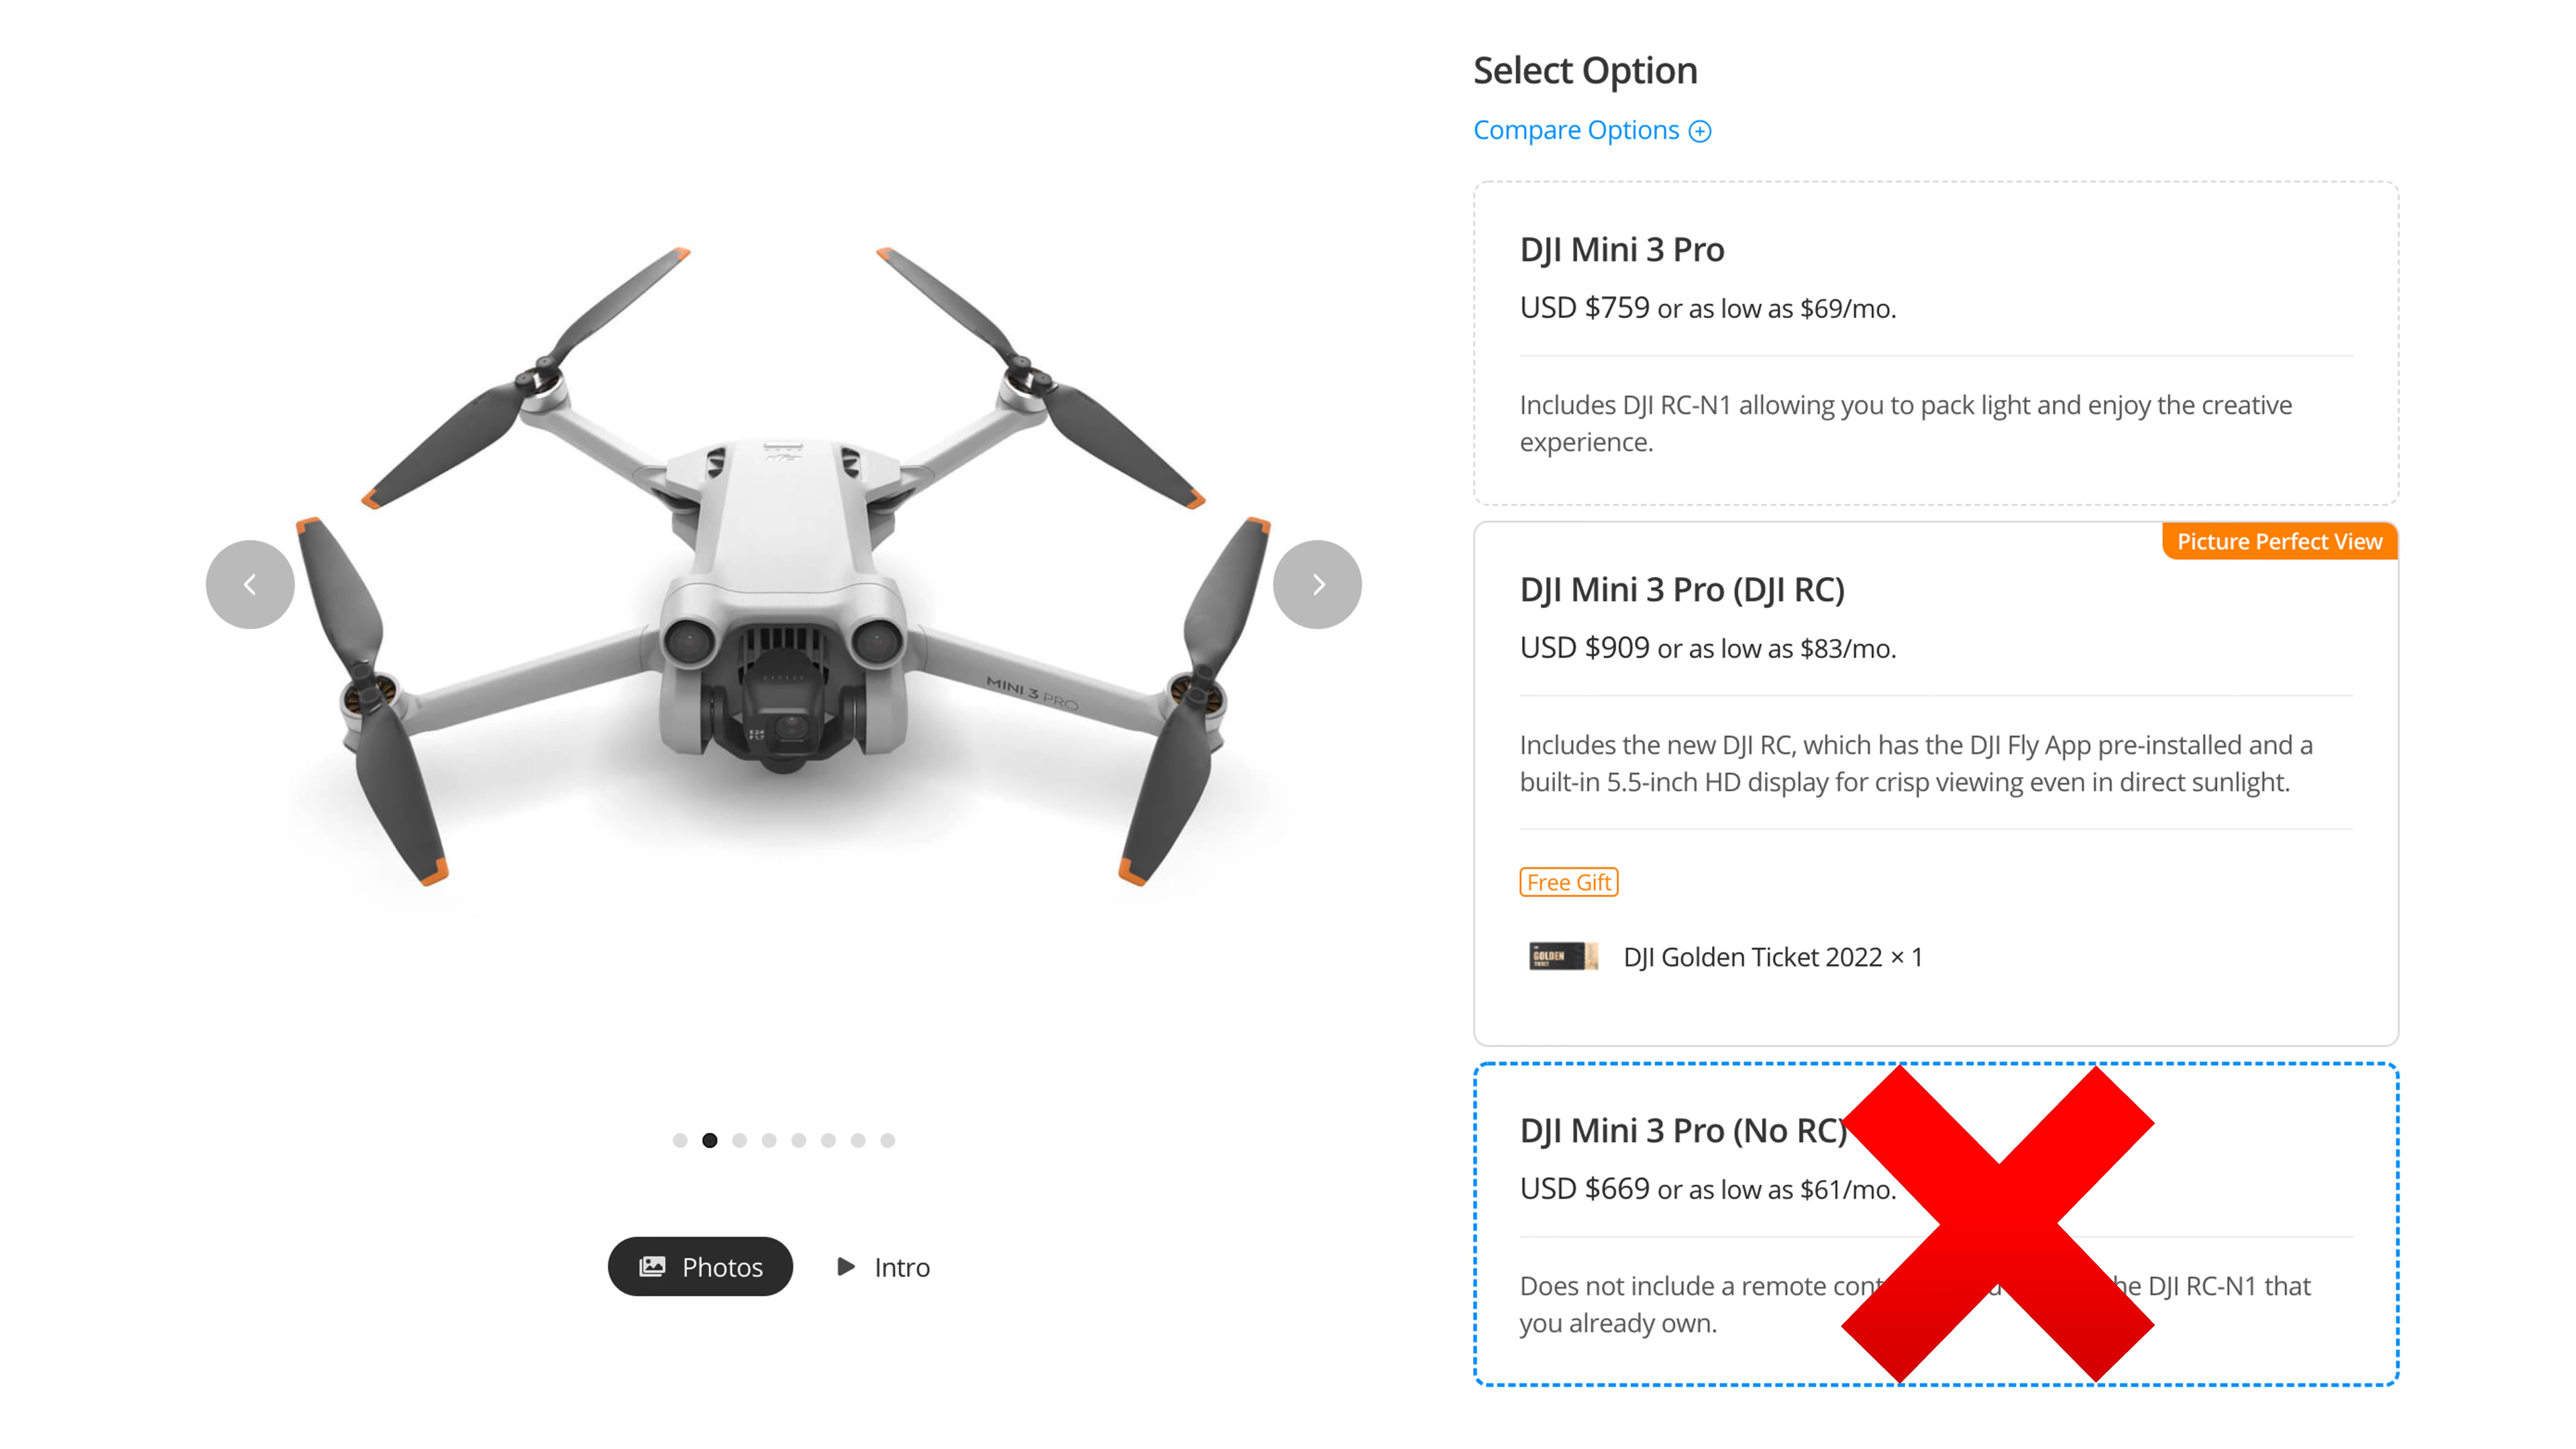 Select Option
Compare Options
DJI Mini 3 Pro
USD $759 or as low as $69/mo.
Includes DJI RC-N1 allowing you to pack light and enjoy the creative
experience.
Picture Perfect View
DJI Mini 3 Pro (DJI RC)
USD $909 or as low as $83/mo.
Includes the new DJI RC, which has the DJI Fly App pre-installed and a
built-in 5.5-inch HD display for crisp viewing even in direct sunlight.
Free Gift
GOLDEN
TICKET
DJI Golden Ticket 2022 × 1
DJI Mini 3 Pro (No RC)
USD $669 or as low as $61/mo.
Does not include a remote DJI RC-N1 that
you already own.
MINI 3 PRO
Photos
Intro